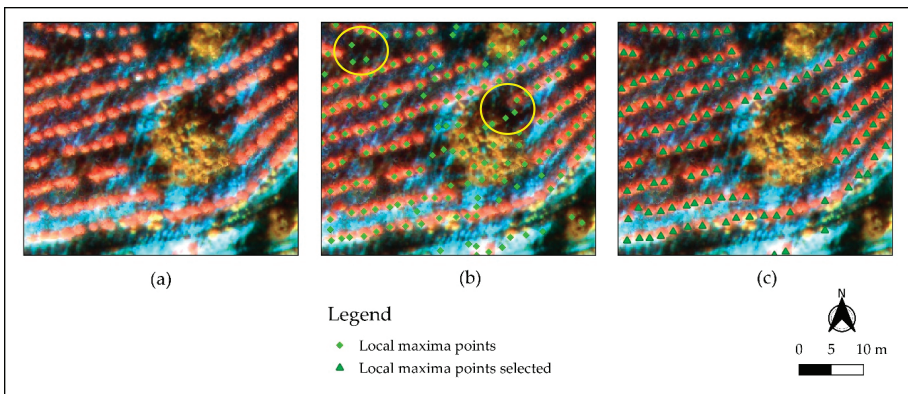 (a)
(b)
(c)
Legend
Local maxima points
Local maxima points selected
N
0 5 10 m